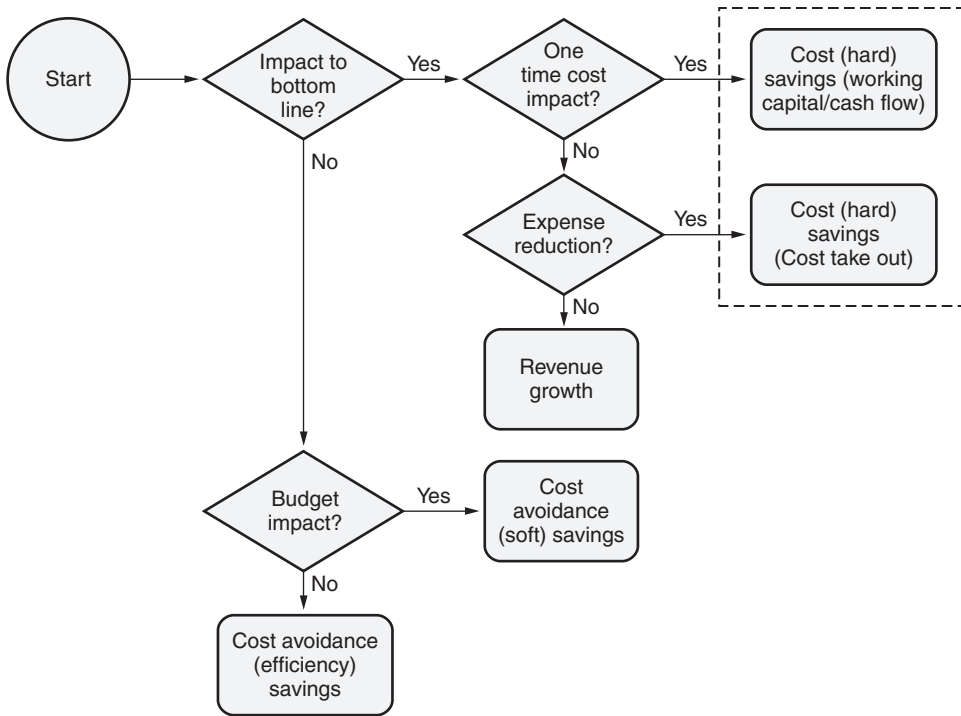 Start
Impact to
bottom
line?
Yes
One
time cost
impact?
Yes
Cost (hard)
savings (working
capital/cash flow)
No
No
Expense
reduction?
Yes
Cost (hard)
savings
(Cost take out)
No
Revenue
growth
Budget
impact?
Yes
Cost
avoidance
(soft) savings
No
Cost avoidance
(efficiency)
savings